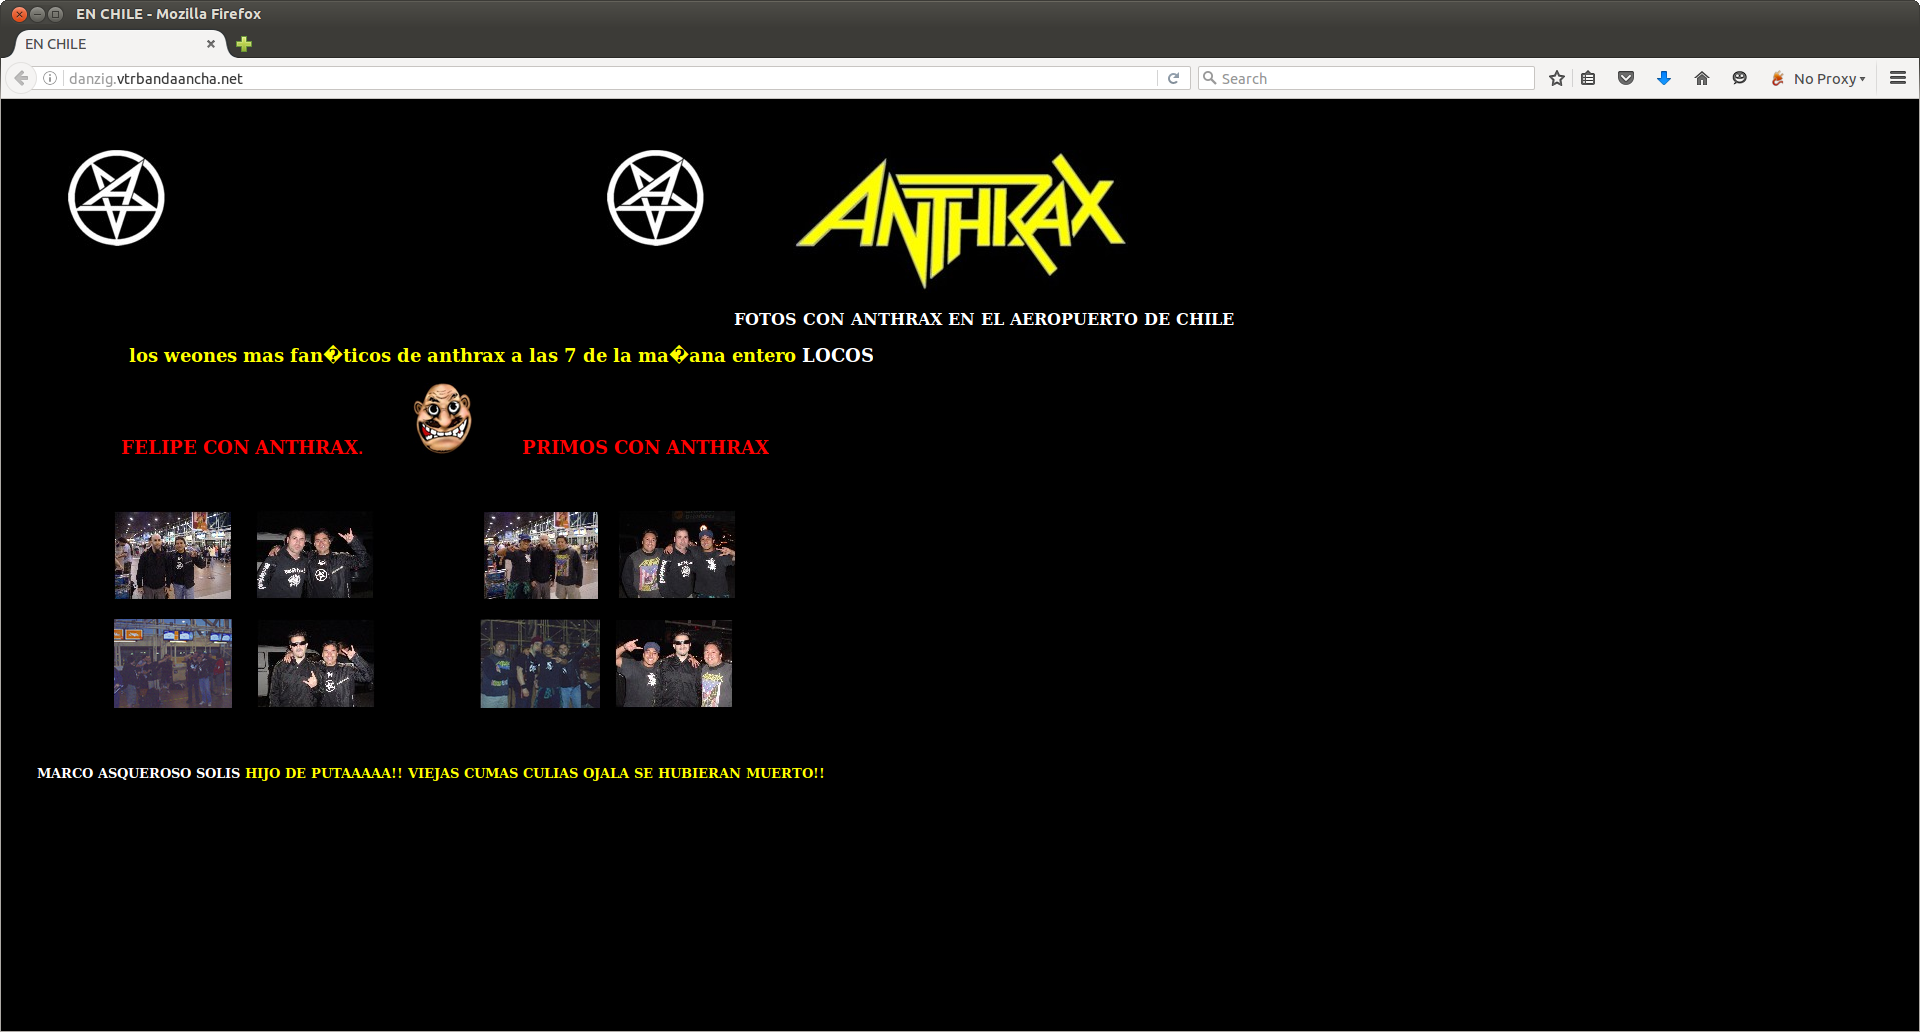 EN CHILE - Mozilla Firefox
EN CHILE
danzig.vtrbandaancha.net
Search
No Proxy
ANTHRAX
FOTOS CON ANTHRAX EN EL AEROPUERTO DE CHILE
los weones mas fan�ticos de anthrax a las 7 de la ma�ana entero LOCOS
FELIPE CON ANTHRAX.
PRIMOS CON ANTHRAX
MARCO ASQUEROSO SOLIS HIJO DE PUTAAAAA!! VIEJAS CUMAS CULIAS OJALA SE HUBIERAN MUERTO!!